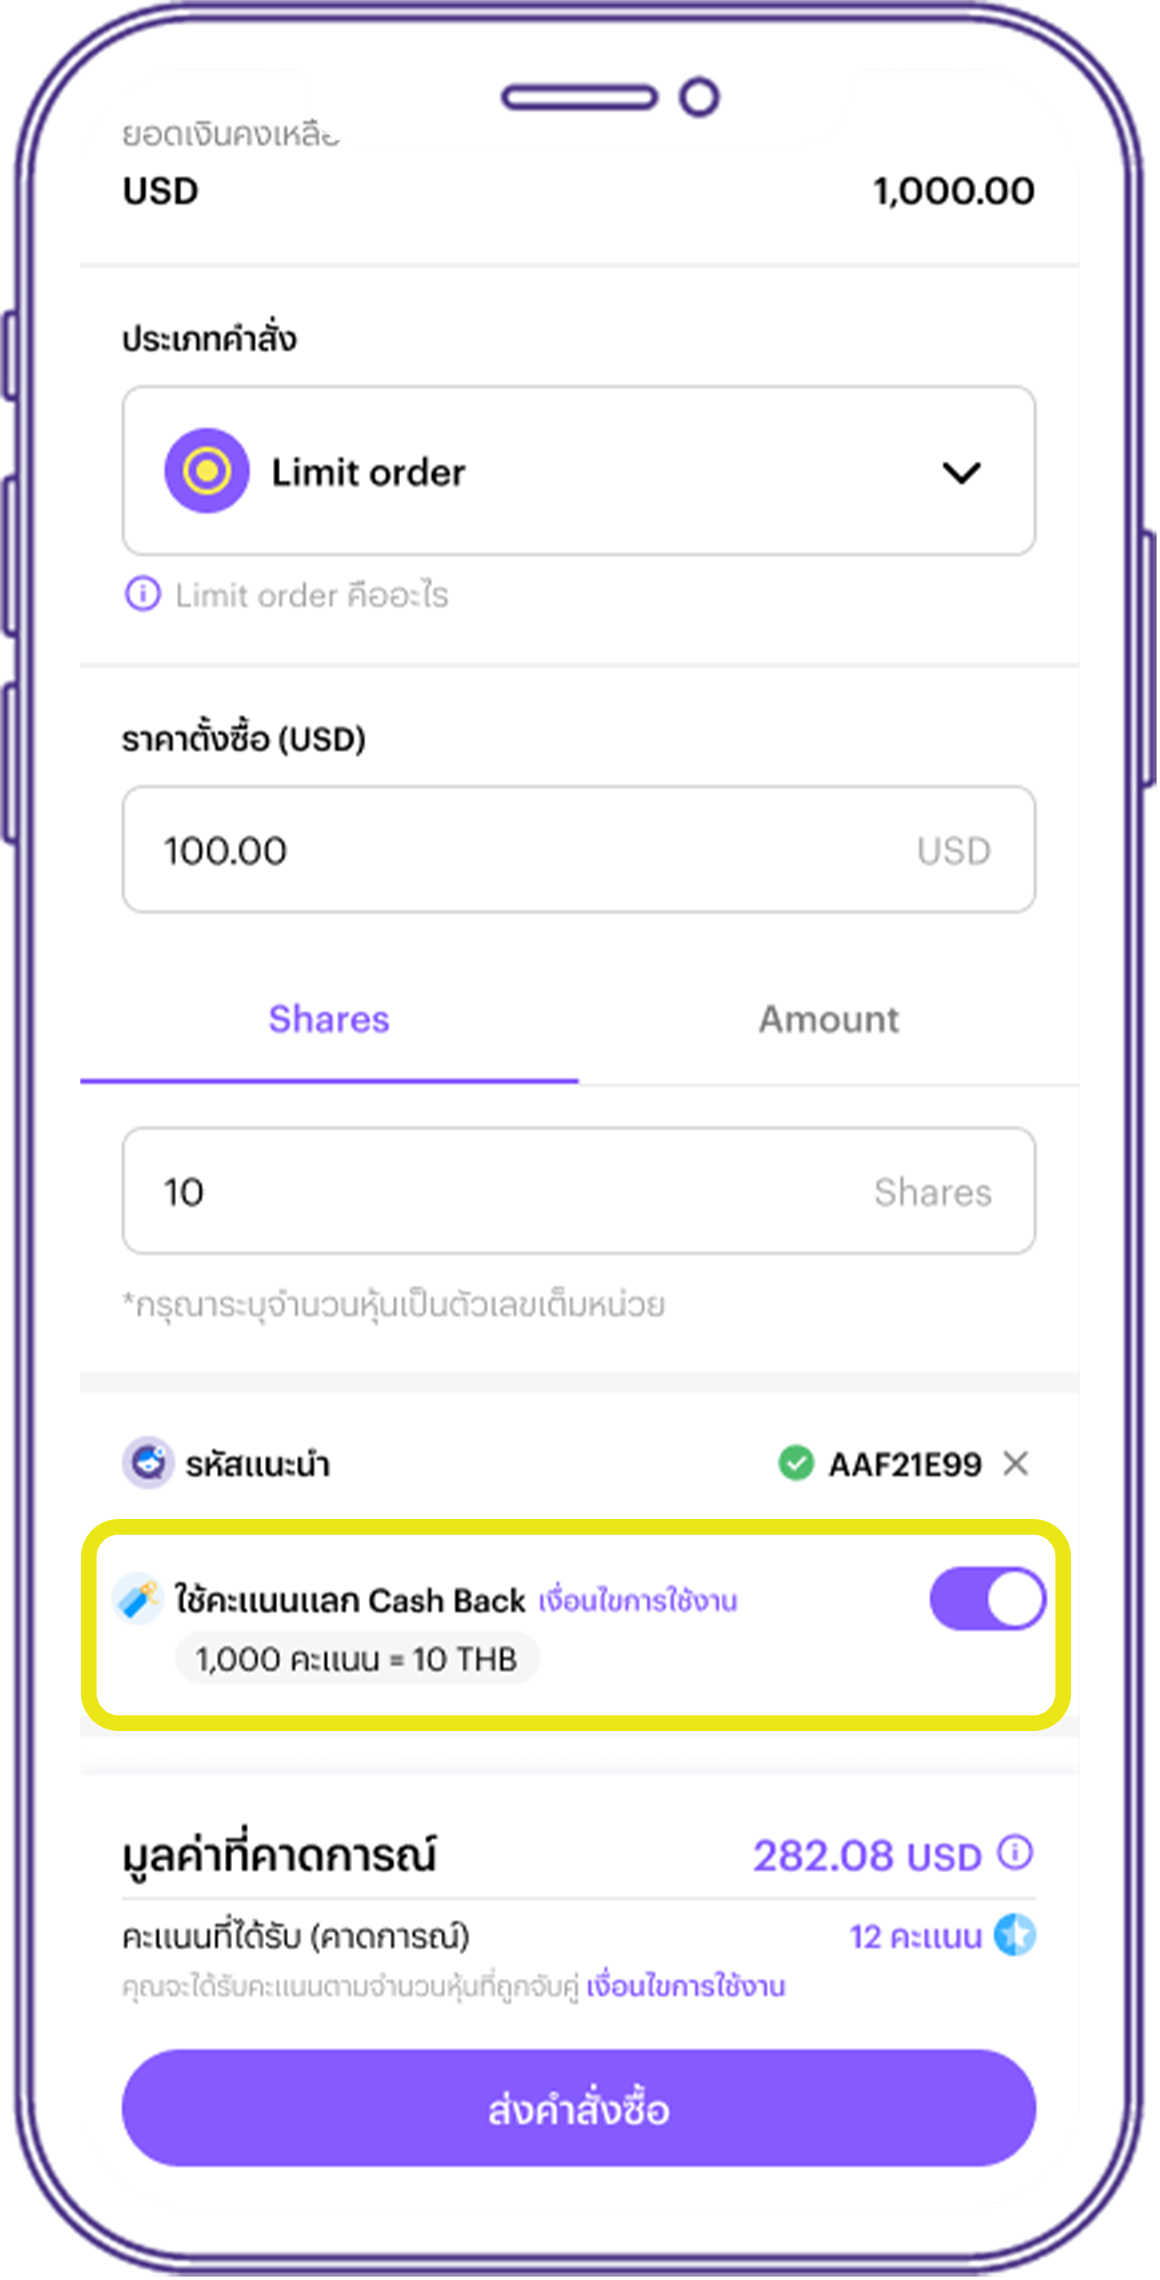 ยอดเงินคงเหลือ
USD 1,000.00
ประเภทคำสั่ง
Limit order
Limit order คืออะไร
ราคาตั้งซื้อ (USD)
100.00 USD
Shares Amount
10 Shares
*กรุณาระบุจำนวนหุ้นเป็นตัวเลขเต็มหน่วย
รหัสแนะนำ AAF21E99
ใช้คะแนนแลก Cash Back เงื่อนไขการใช้งาน
1,000 คะแนน = 10 THB
มูลค่าที่คาดการณ์ 282.08 USD
คะแนนที่ได้รับ (คาดการณ์) 12 คะแนน
คุณจะได้รับคะแนนตามจำนวนหุ้นที่ถูกจับคู่ เงื่อนไขการใช้งาน
ส่งคำสั่งซื้อ